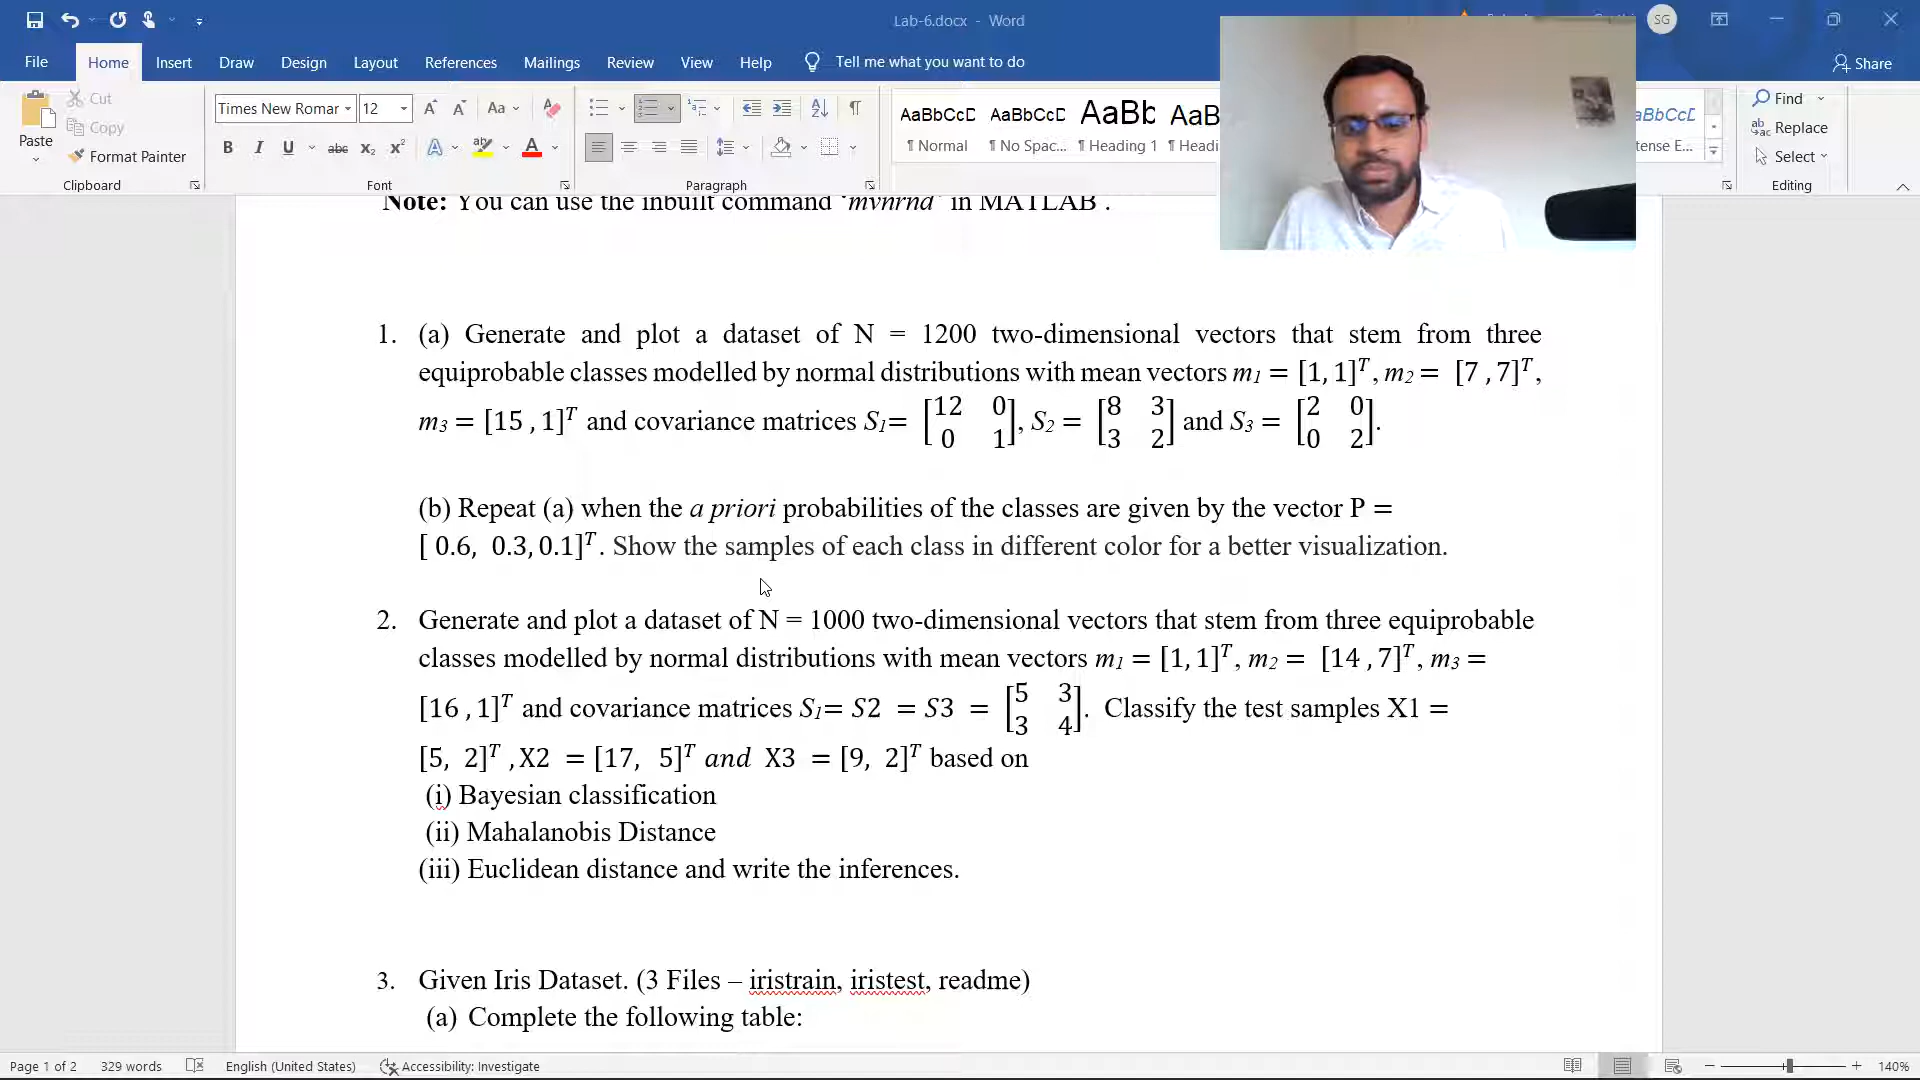 Lab-6.docx - Word
SG
File Home Insert Draw Design Layout References Mailings Review View Help Tell me what you want to do Share
Paste Cut Copy Format Painter Clipboard
Times New Romar 12 Aa
B I U abc x₂ x² A ab A Font
Paragraph
AaBbCcD AaBbCcD AaBb AaBb
¶ Normal ¶ No Spac... ¶ Heading 1 ¶ Headi
aBbCcD
tense E...
Find
Replace
Select
Editing
Note: You can use the inbuilt command 'mvnrnd' in MATLAB .
1. (a) Generate and plot a dataset of N = 1200 two-dimensional vectors that stem from three
equiprobable classes modelled by normal distributions with mean vectors m₁ = [1, 1]ᵀ, m₂ = [7 , 7]ᵀ,
m₃ = [15 , 1]ᵀ and covariance matrices S₁= [12 0; 0 1], S₂ = [8 3; 3 2] and S₃ = [2 0; 0 2].
(b) Repeat (a) when the a priori probabilities of the classes are given by the vector P =
[ 0.6, 0.3, 0.1]ᵀ. Show the samples of each class in different color for a better visualization.
2. Generate and plot a dataset of N = 1000 two-dimensional vectors that stem from three equiprobable
classes modelled by normal distributions with mean vectors m₁ = [1, 1]ᵀ, m₂ = [14 , 7]ᵀ, m₃ =
[16 , 1]ᵀ and covariance matrices S₁= S2 = S3 = [5 3; 3 4]. Classify the test samples X1 =
[5, 2]ᵀ , X2 = [17, 5]ᵀ and X3 = [9, 2]ᵀ based on
(i) Bayesian classification
(ii) Mahalanobis Distance
(iii) Euclidean distance and write the inferences.
3. Given Iris Dataset. (3 Files – iristrain, iristest, readme)
(a) Complete the following table:
Page 1 of 2 329 words English (United States) Accessibility: Investigate 140%